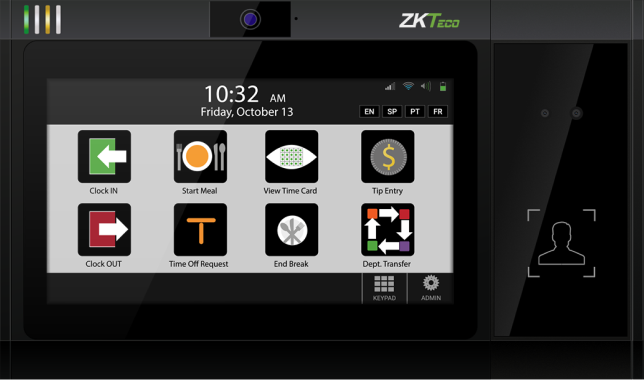 ZKTECO
10:32 AM
Friday, October 13
EN SP PT FR
Clock IN
Start Meal
View Time Card
Tip Entry
Clock OUT
Time Off Request
End Break
Dept. Transfer
KEYPAD
ADMIN